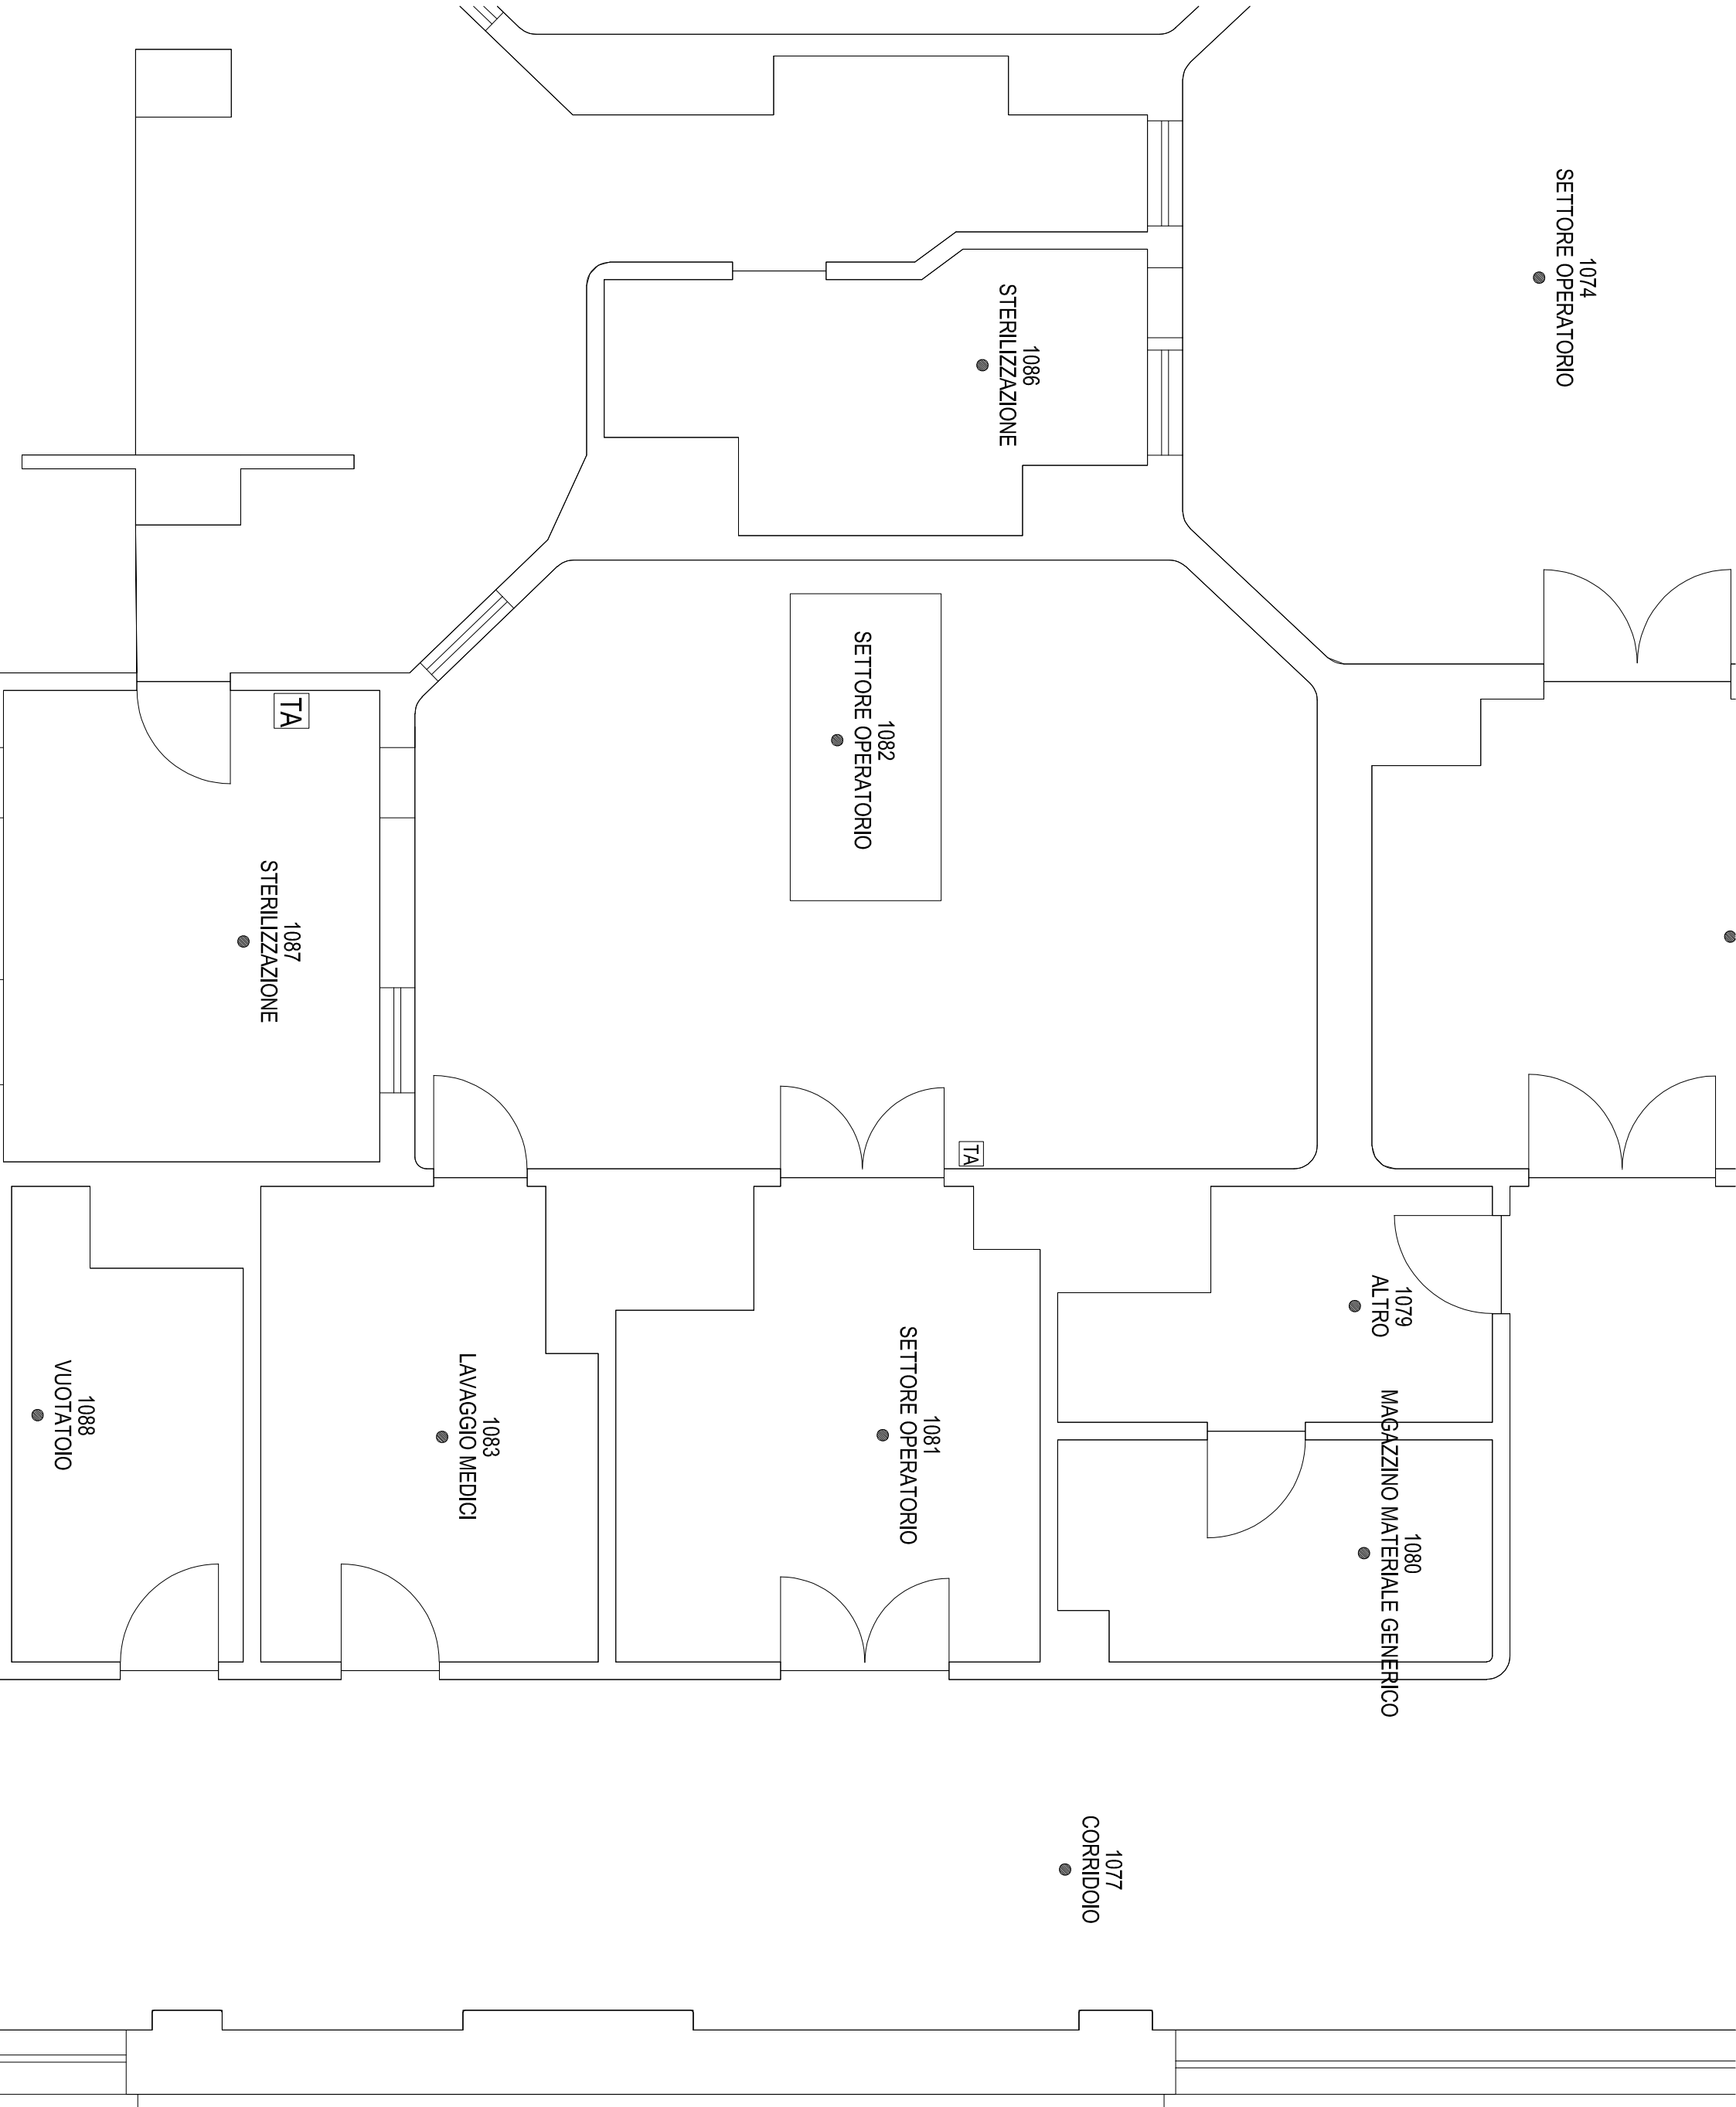 1074
SETTORE OPERATORIO
1086
STERILIZZAZIONE
1082
SETTORE OPERATORIO
TA
1087
STERILIZZAZIONE
TA
1079
ALTRO
1080
MAGAZZINO MATERIALE GENERICO
1081
SETTORE OPERATORIO
1083
LAVAGGIO MEDICI
1088
VUOTATOIO
1077
CORRIDOIO